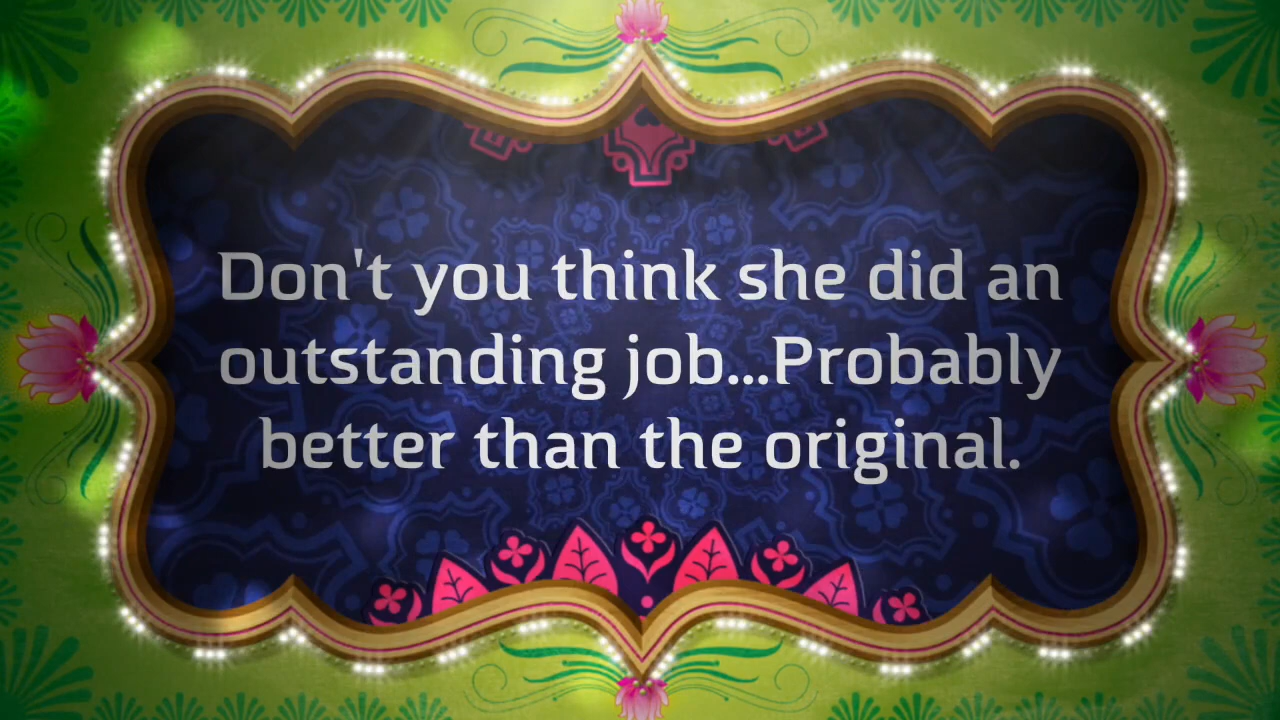 Don't you think she did an
outstanding job...Probably
better than the original.